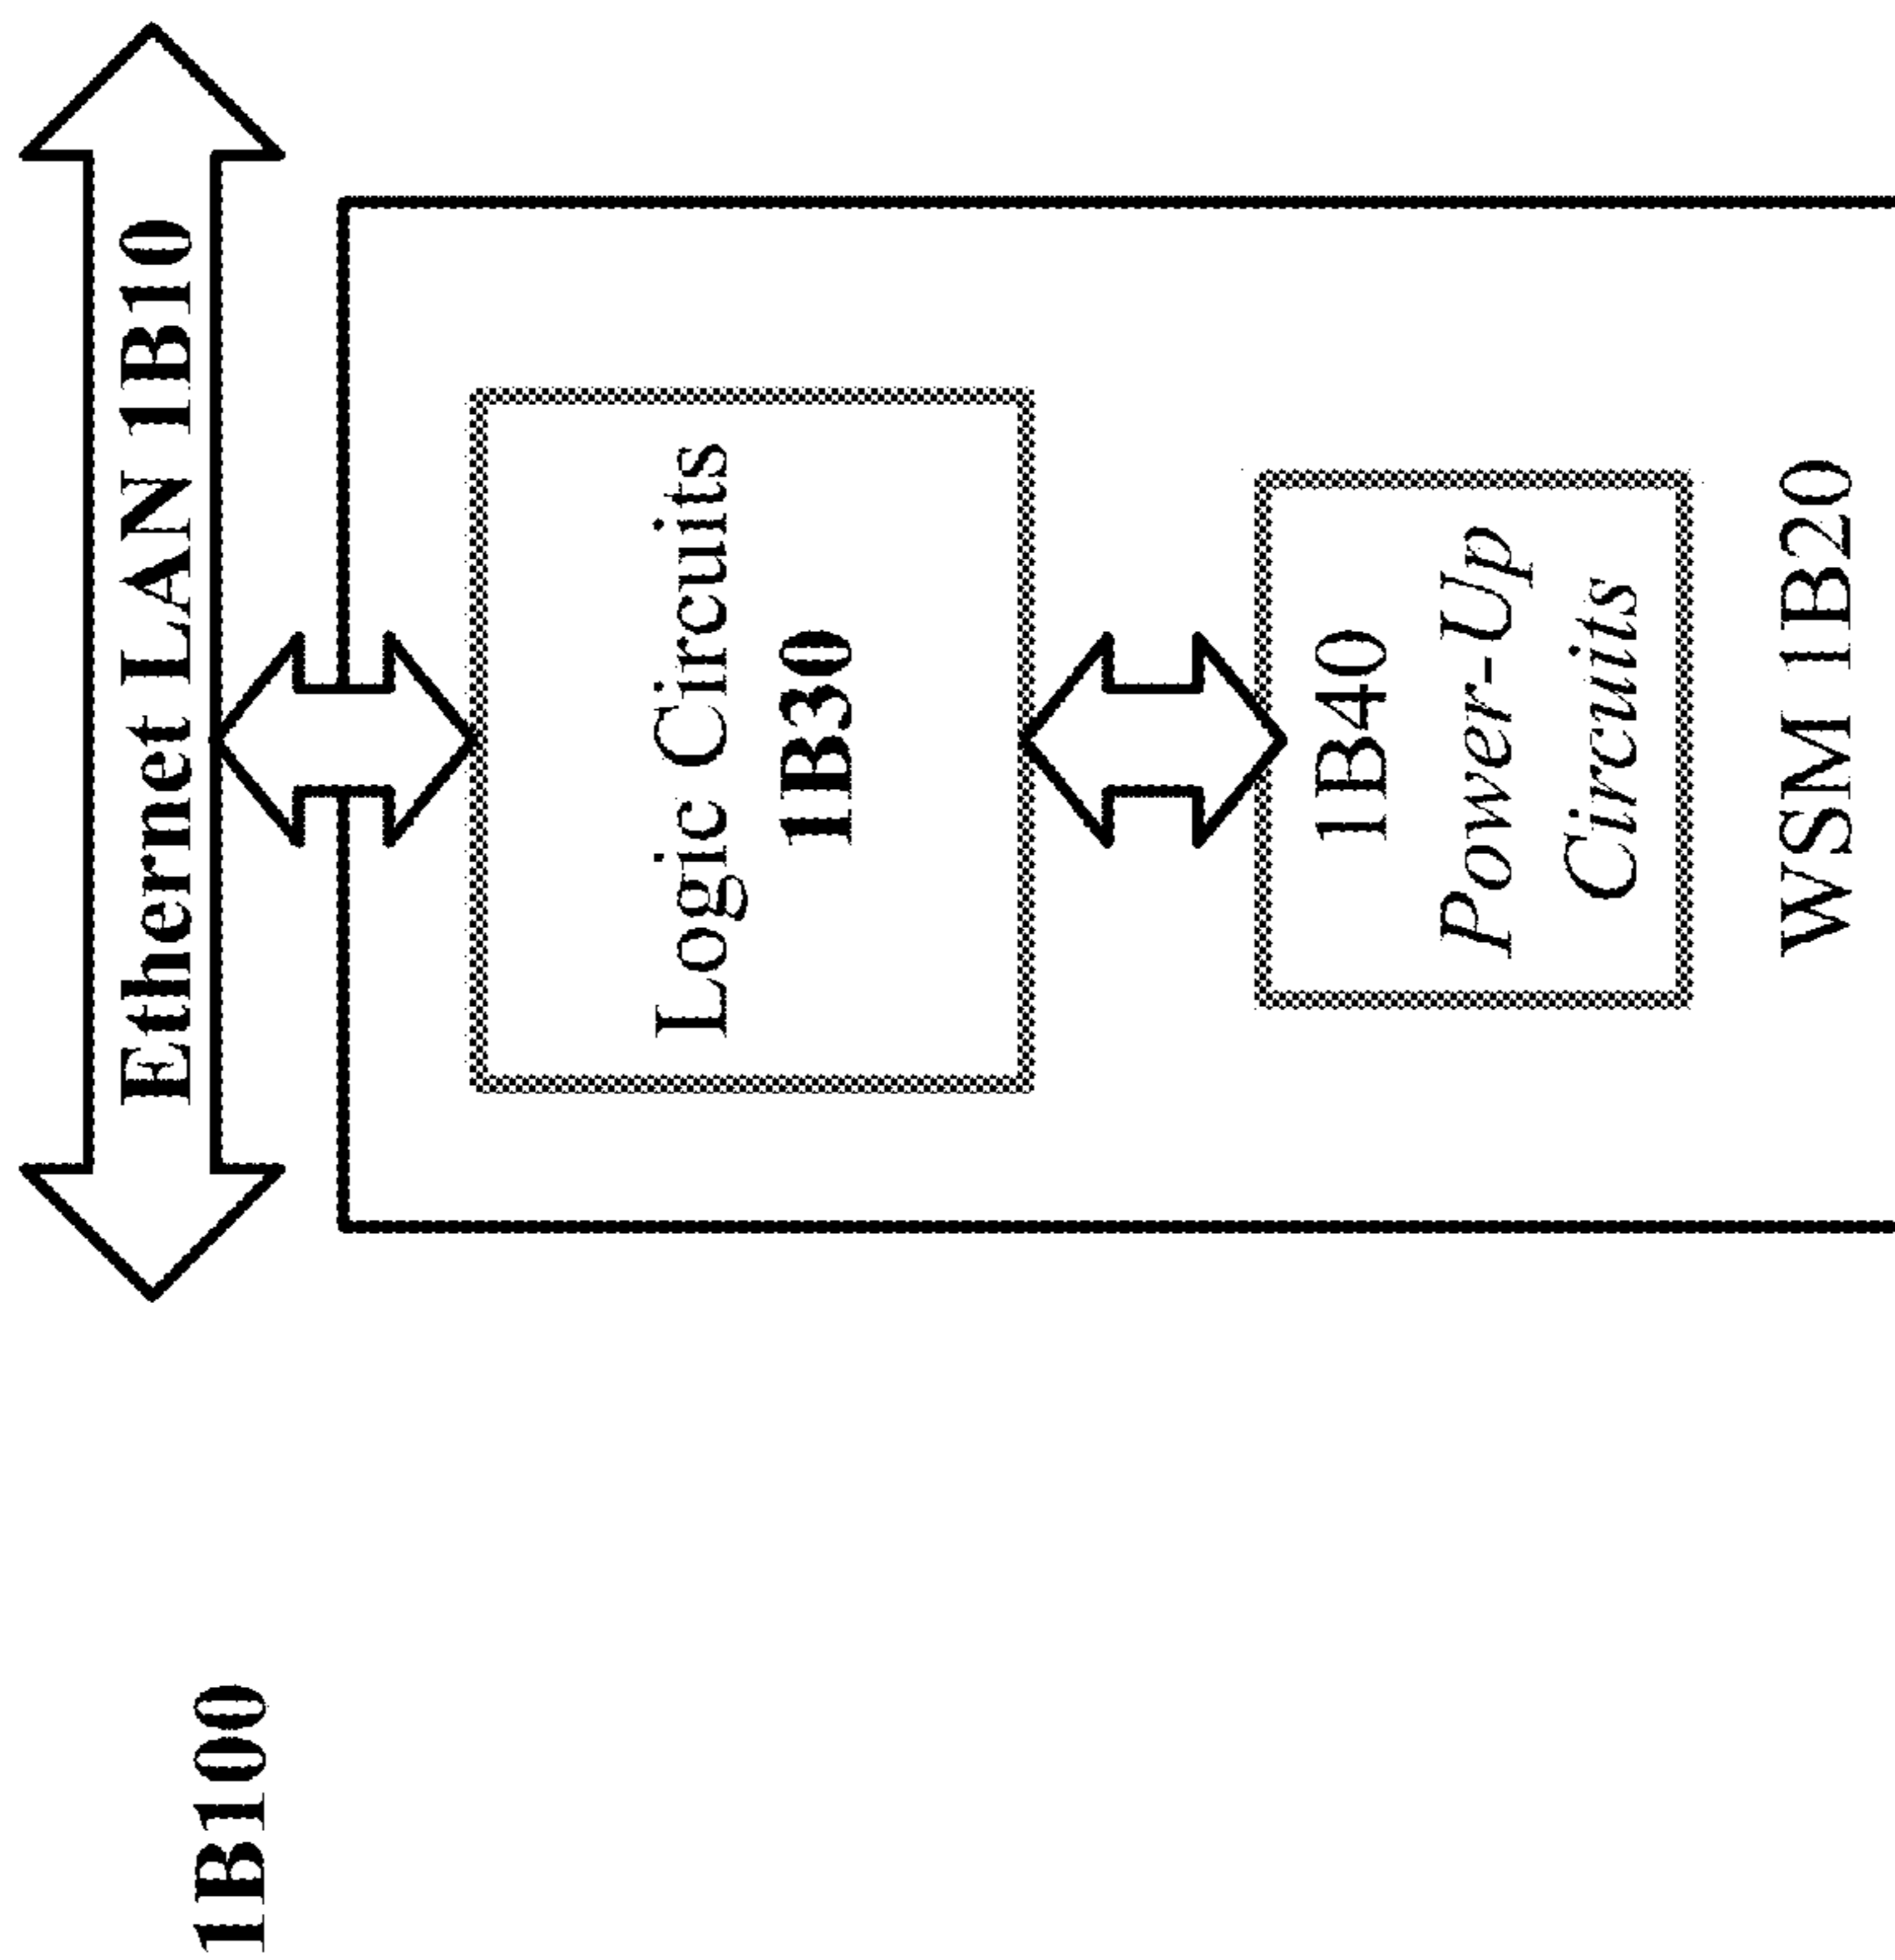 Ethernet LAN 1B10
1B100
Logic Circuits
1B30
1B40
Power-Up
Circuits
WSM 1B20